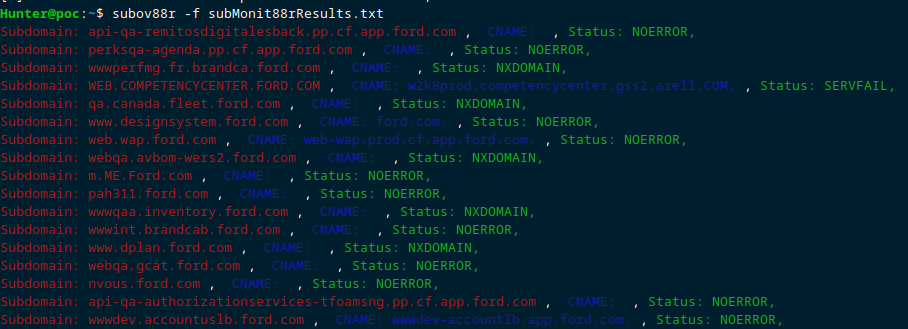 Hunter@poc:~$ subov88r -f subMonit88rResults.txt
Subdomain: api-qa-remitosdigitalesback.pp.cf.app.ford.com , CNAME: , Status: NOERROR,
Subdomain: perksqa-agenda.pp.cf.app.ford.com , CNAME: , Status: NOERROR,
Subdomain: wwwperfmg.fr.brandca.ford.com , CNAME: , Status: NXDOMAIN,
Subdomain: WEB.COMPETENCYCENTER.FORD.COM , CNAME: w2k8prod.competencycenter.gss2.azell.COM. , Status: SERVFAIL,
Subdomain: qa.canada.fleet.ford.com , CNAME: , Status: NXDOMAIN,
Subdomain: www.designsystem.ford.com , CNAME: ford.com. , Status: NOERROR,
Subdomain: web.wap.ford.com , CNAME: web-wap.prod.cf.app.ford.com. , Status: NOERROR,
Subdomain: webqa.avbom-wers2.ford.com , CNAME: , Status: NXDOMAIN,
Subdomain: m.ME.Ford.com , CNAME: , Status: NOERROR,
Subdomain: pah311.ford.com , CNAME: , Status: NOERROR,
Subdomain: wwwqaa.inventory.ford.com , CNAME: , Status: NXDOMAIN,
Subdomain: wwwint.brandcab.ford.com , CNAME: , Status: NOERROR,
Subdomain: www.dplan.ford.com , CNAME: , Status: NXDOMAIN,
Subdomain: webqa.gcat.ford.com , CNAME: , Status: NOERROR,
Subdomain: nvous.ford.com , CNAME: , Status: NOERROR,
Subdomain: api-qa-authorizationservices-tfoamsng.pp.cf.app.ford.com , CNAME: , Status: NOERROR,
Subdomain: wwwdev.accountuslb.ford.com , CNAME: wwwdev-accountlb.app.ford.com. , Status: NOERROR,